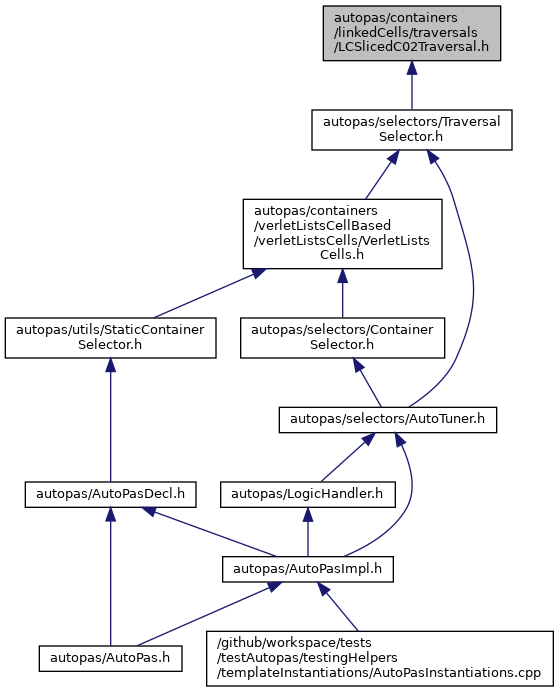 autopas/containers
/linkedCells/traversals
/LCSlicedC02Traversal.h
autopas/selectors/Traversal
Selector.h
autopas/containers
/verletListsCellBased
/verletListsCells/VerletLists
Cells.h
autopas/utils/StaticContainer
Selector.h
autopas/selectors/Container
Selector.h
autopas/selectors/AutoTuner.h
autopas/AutoPasDecl.h
autopas/LogicHandler.h
autopas/AutoPasImpl.h
autopas/AutoPas.h
/github/workspace/tests
/testAutopas/testingHelpers
/templateInstantiations/AutoPasInstantiations.cpp